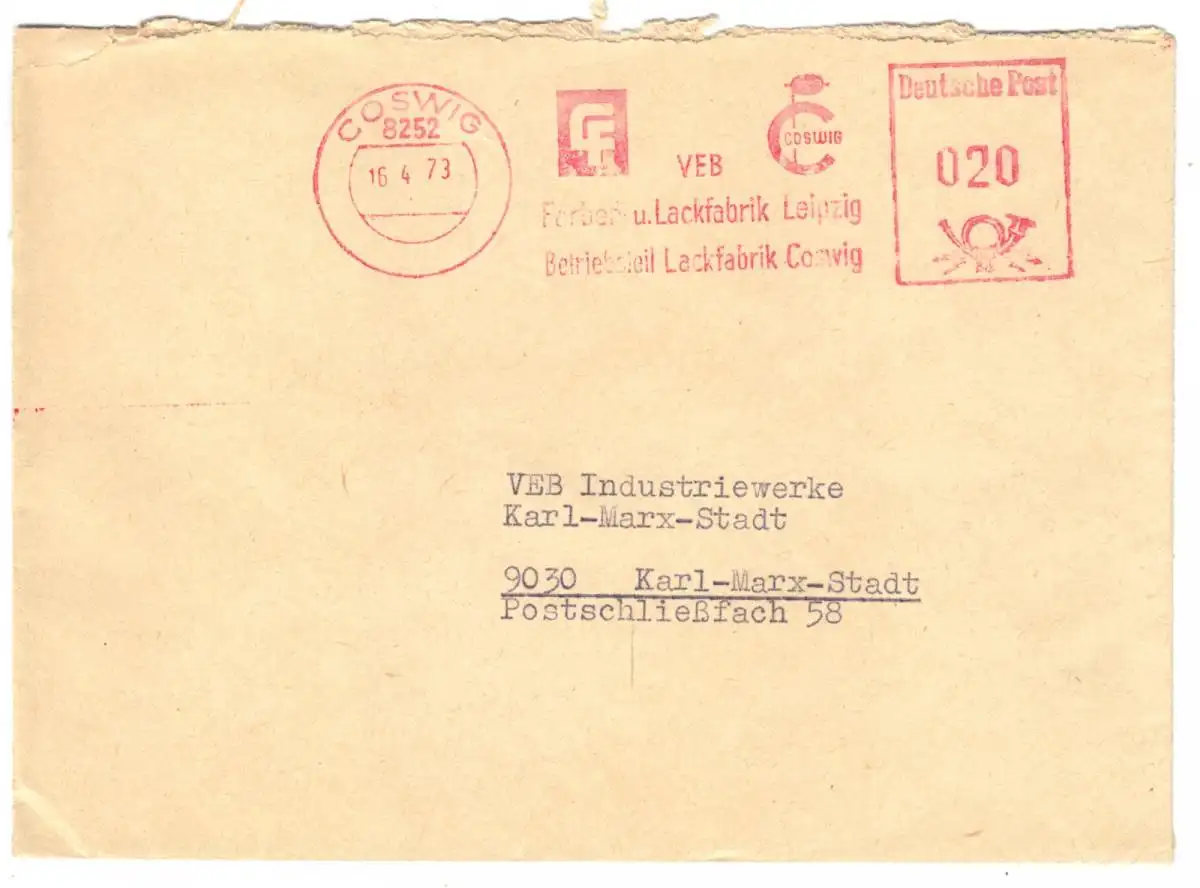 COSWIG
8252
16 4 73
VEB
COSWIG
Farben u. Lackfabrik Leipzig
Betriebsteil Lackfabrik Coswig
Deutsche Post
020
VEB Industriewerke
Karl-Marx-Stadt
9030 Karl-Marx-Stadt
Postschließfach 58